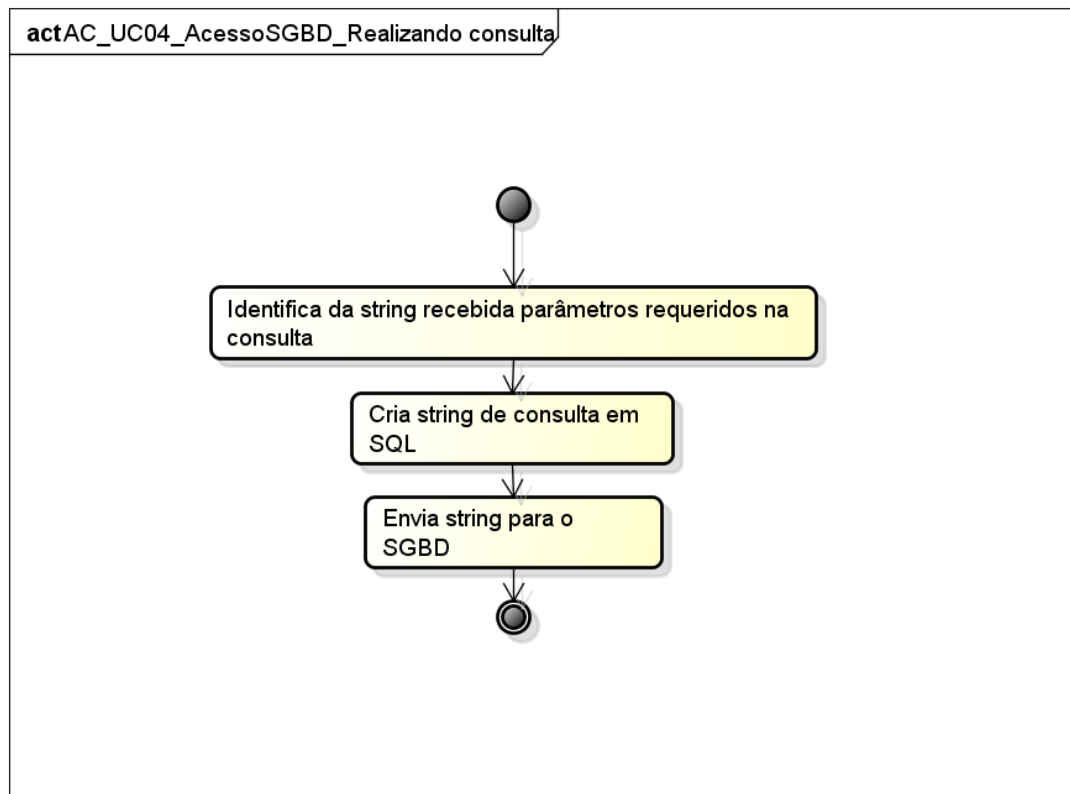 actAC_UC04_AcessoSGBD_Realizando consulta
Identifica da string recebida parâmetros requeridos na
consulta
Cria string de consulta em
SQL
Envia string para o
SGBD